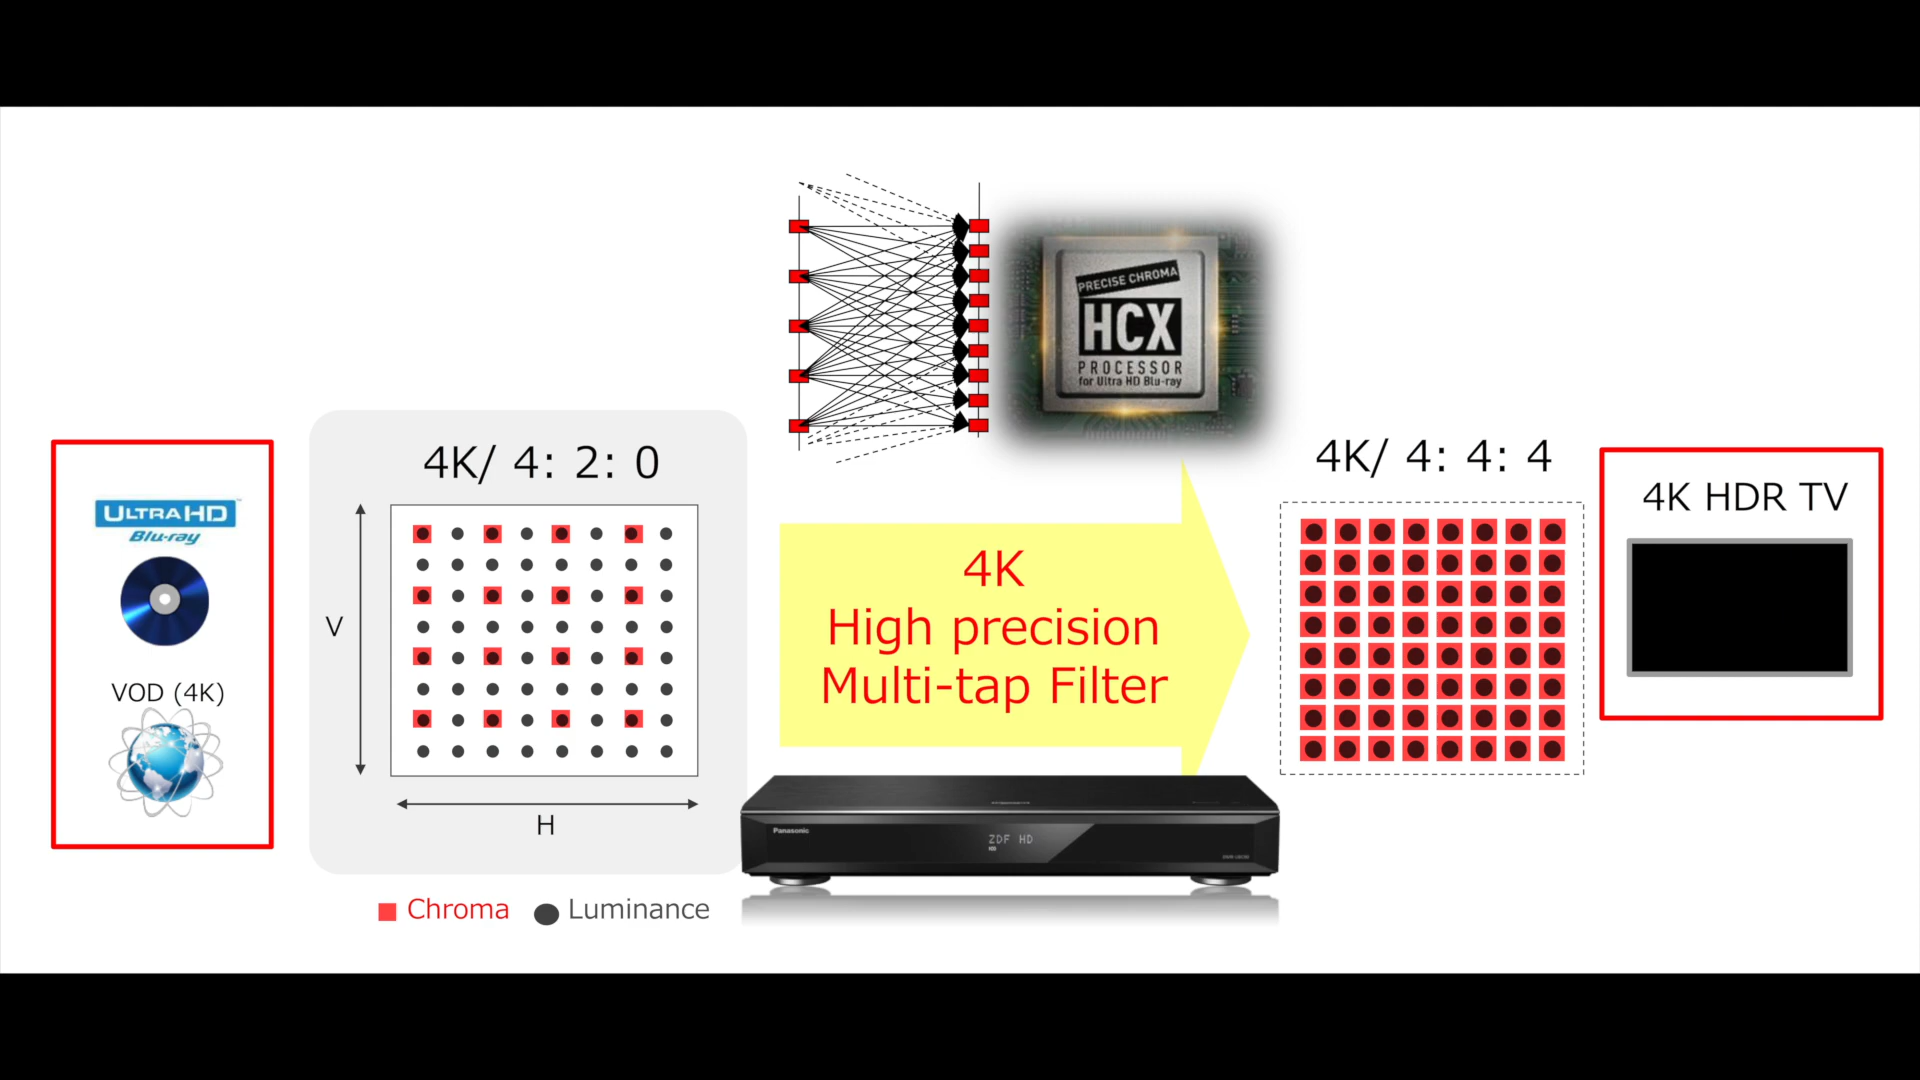 PRECISE CHROMA
HCX
PROCESSOR
for Ultra HD Blu-ray
ULTRA HD
Blu-ray
VOD (4K)
4K/ 4: 2: 0
V
H
Chroma
Luminance
4K
High precision
Multi-tap Filter
Panasonic
ZDF HD
4K/ 4: 4: 4
4K HDR TV